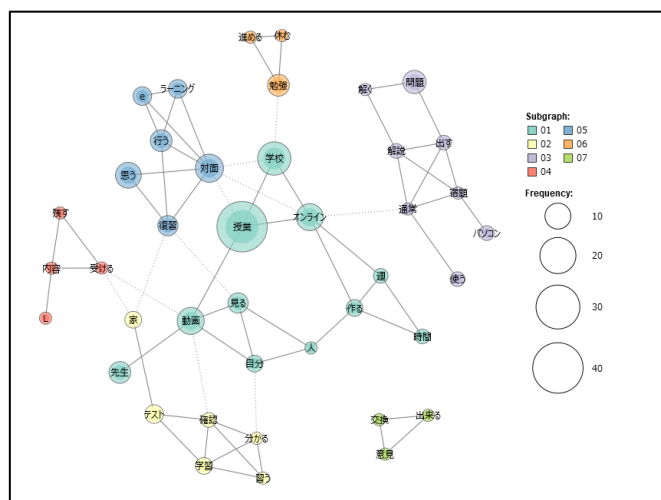 進める
休む
勉強
ラーニング
e
行う
思う
対面
復習
学校
授業
オンライン
解く
問題
解説
出す
宿題
通常
パソコン
使う
残す
内容
受ける
L
家
動画
見る
先生
自分
人
作る
週
時間
テスト
確認
分かる
学習
習う
交換
出来る
意見
Subgraph:
01
05
02
06
03
07
04
Frequency:
10
20
30
40